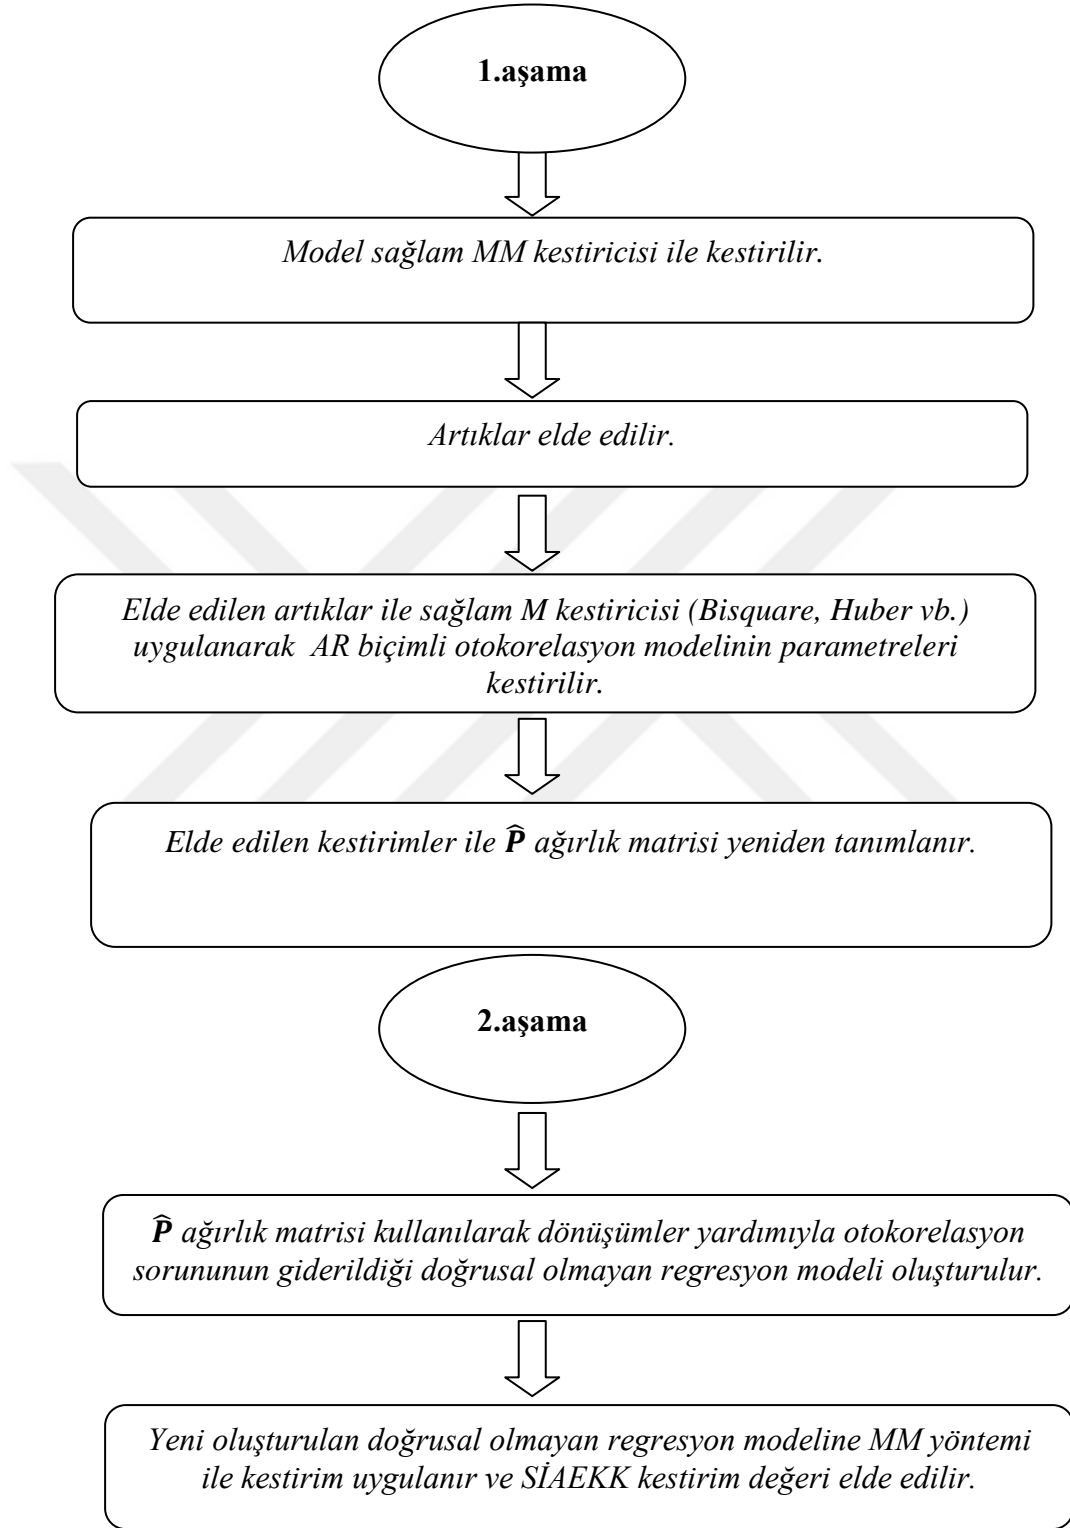 1.aşama
Model sağlam MM kestiricisi ile kestirilir.
Artıklar elde edilir.
Elde edilen artıklar ile sağlam M kestiricisi (Bisquare, Huber vb.)
uygulanarak AR biçimli otokorelasyon modelinin parametreleri
kestirilir.
Elde edilen kestirimler ile P̂ ağırlık matrisi yeniden tanımlanır.
2.aşama
P̂ ağırlık matrisi kullanılarak dönüşümler yardımıyla otokorelasyon
sorununun giderildiği doğrusal olmayan regresyon modeli oluşturulur.
Yeni oluşturulan doğrusal olmayan regresyon modeline MM yöntemi
ile kestirim uygulanır ve SİAEKK kestirim değeri elde edilir.